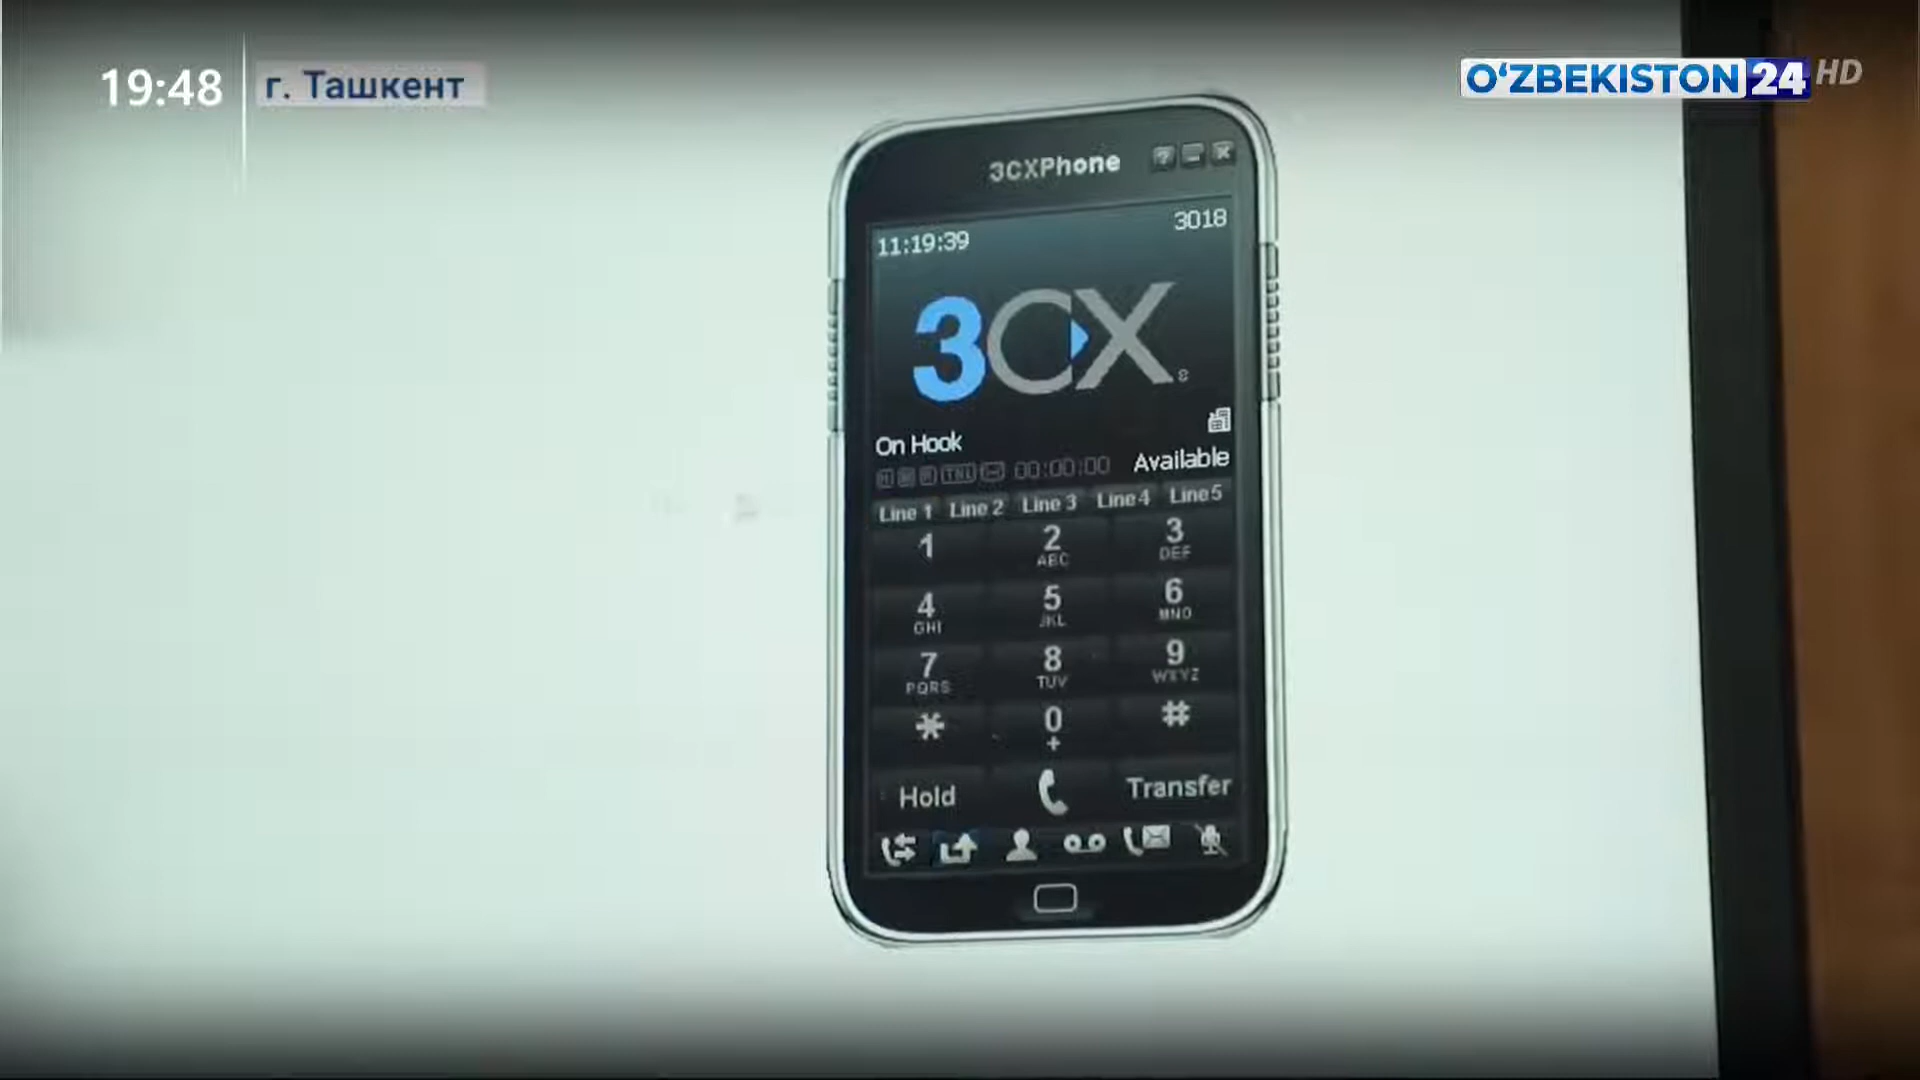 19:48
г. Ташкент
O‘ZBEKISTON 24 HD
3CXPhone
11:19:39
3018
3CX
On Hook
00:00:00
Available
Line 1 Line 2 Line 3 Line 4 Line 5
1
2
ABC
3
DEF
4
GHI
5
JKL
6
MNO
7
PQRS
8
TUV
9
WXYZ
*
0
+
#
Hold
Transfer